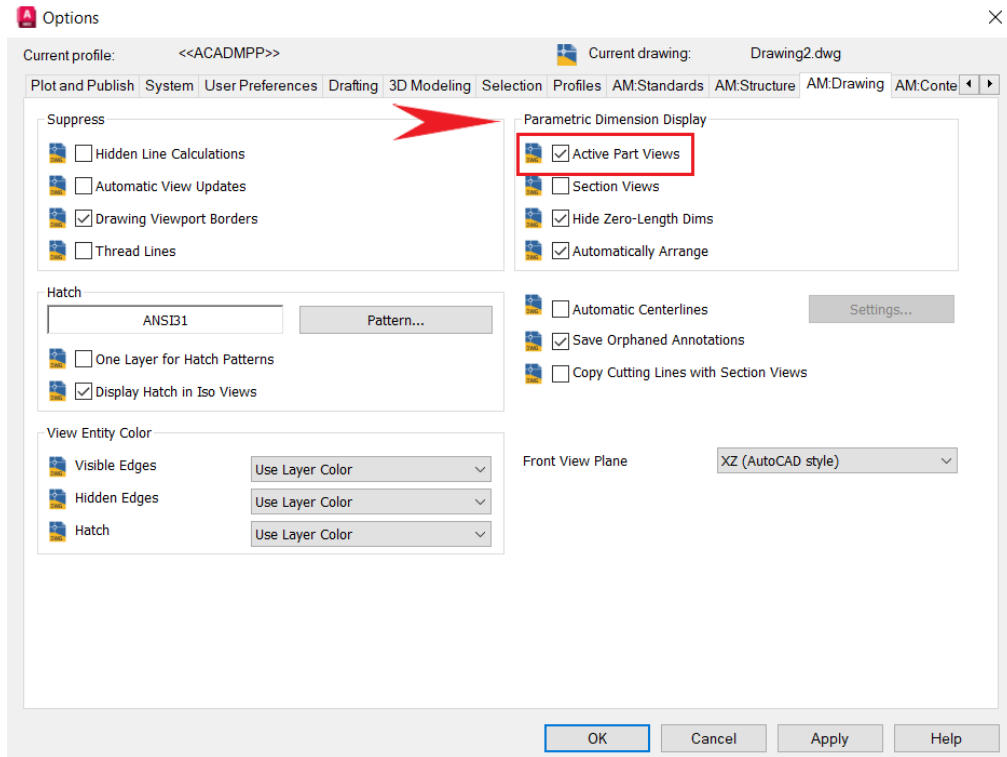 Options
Current profile: <<ACADMPP>> Current drawing: Drawing2.dwg
Plot and Publish System User Preferences Drafting 3D Modeling Selection Profiles AM:Standards AM:Structure AM:Drawing AM:Conte
Suppress
Hidden Line Calculations
Automatic View Updates
Drawing Viewport Borders
Thread Lines
Parametric Dimension Display
Active Part Views
Section Views
Hide Zero-Length Dims
Automatically Arrange
Hatch
ANSI31 Pattern...
One Layer for Hatch Patterns
Display Hatch in Iso Views
Automatic Centerlines Settings...
Save Orphaned Annotations
Copy Cutting Lines with Section Views
View Entity Color
Visible Edges Use Layer Color
Hidden Edges Use Layer Color
Hatch Use Layer Color
Front View Plane XZ (AutoCAD style)
OK Cancel Apply Help